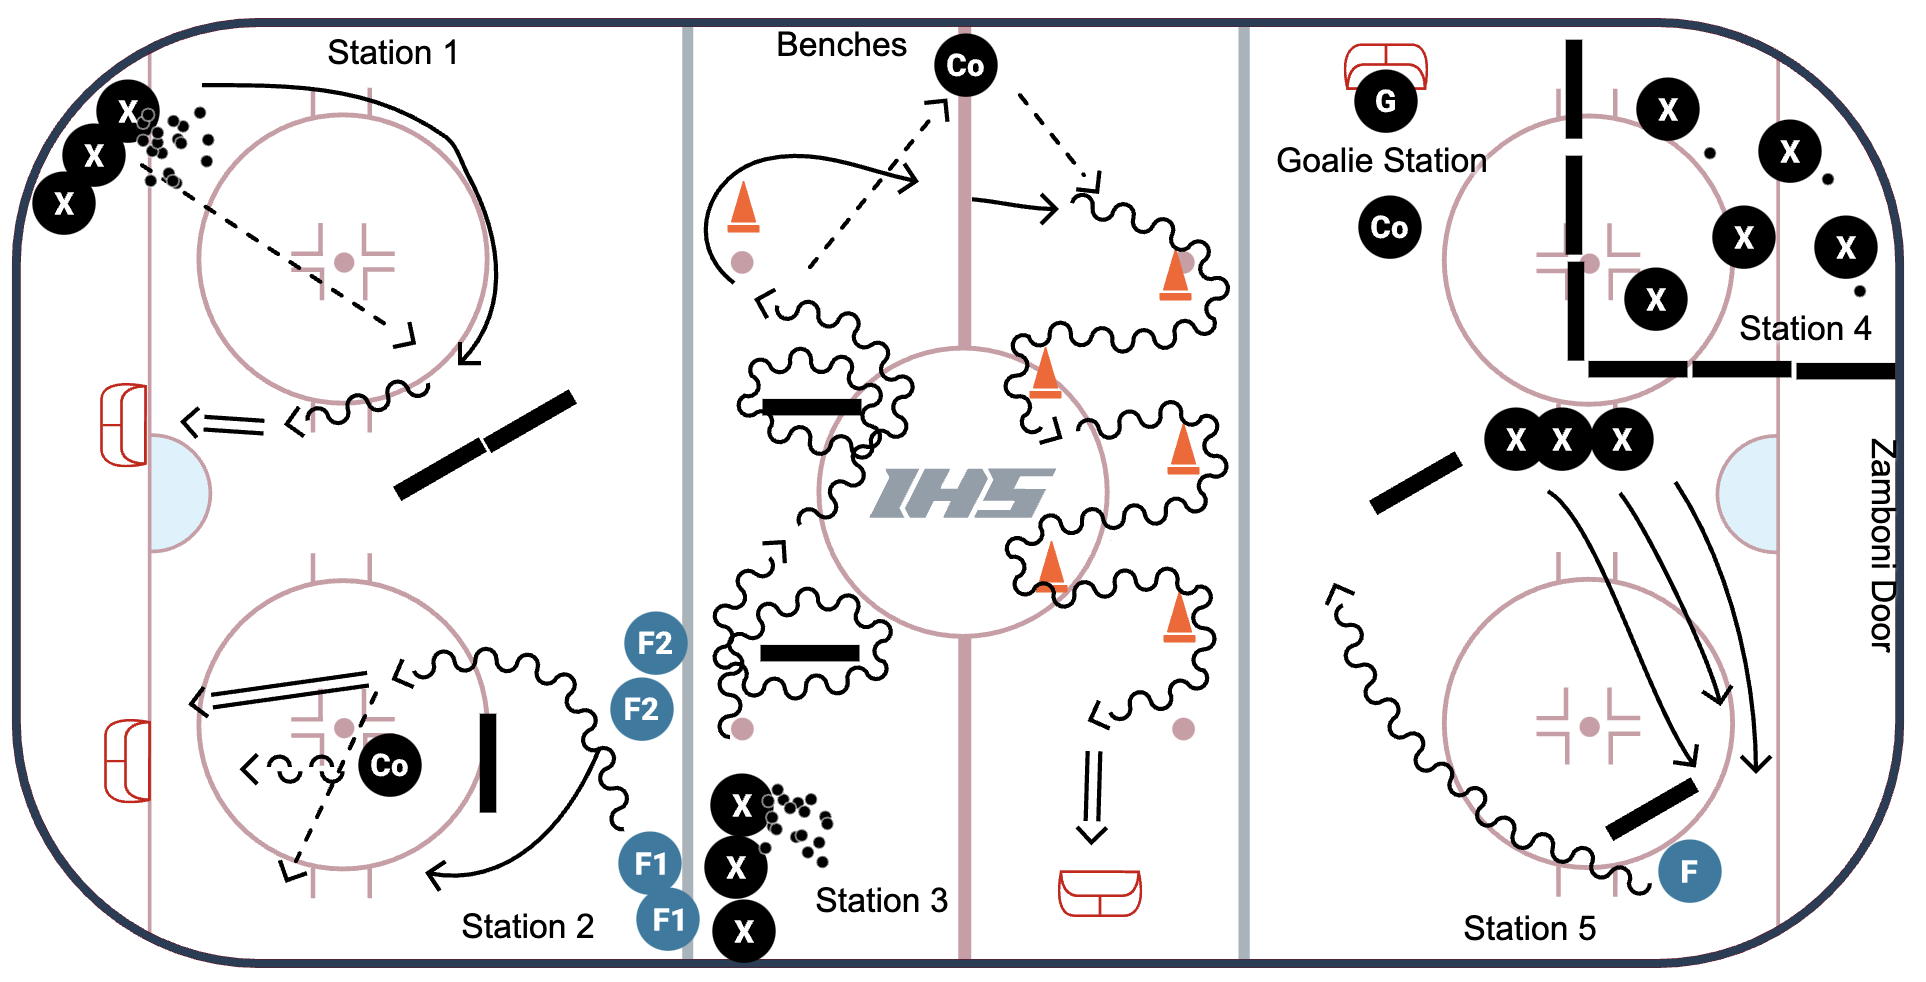 Station 1
Benches
Co
X
X
X
G
Goalie Station
Co
X
X
X
X
X
Station 4
X X X
Zamboni Door
IHS
F2
F2
Co
F1
F1
Station 2
X
X
X
Station 3
F
Station 5